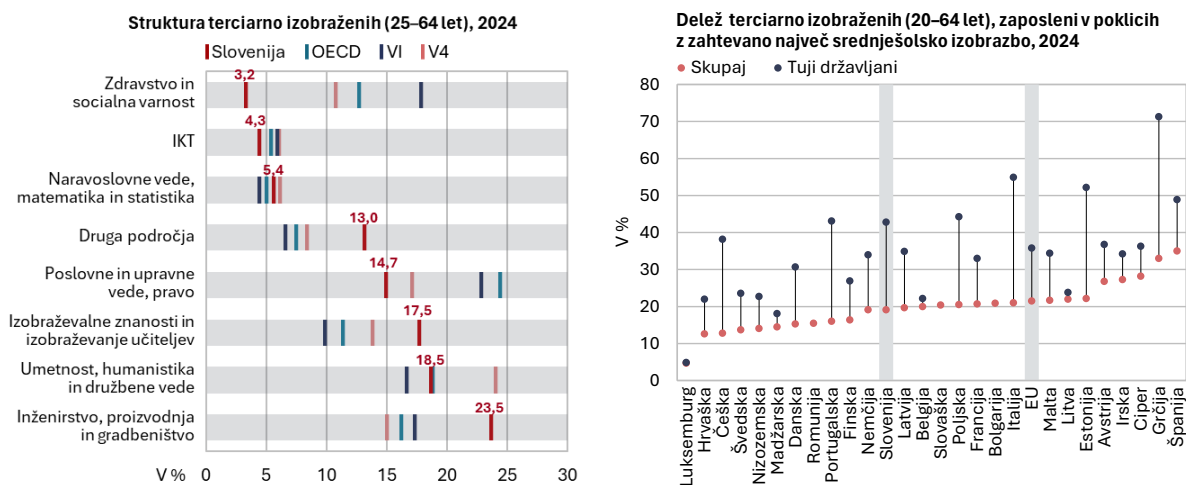 Struktura terciarno izobraženih (25–64 let), 2024
Slovenija OECD VI V4
Zdravstvo in
socialna varnost
3,2
IKT
4,3
Naravoslovne vede,
matematika in statistika
5,4
Druga področja
13,0
Poslovne in upravne
vede, pravo
14,7
Izobraževalne znanosti in
izobraževanje učiteljev
17,5
Umetnost, humanistika
in družbene vede
18,5
Inženirstvo, proizvodnja
in gradbeništvo
23,5
V % 0 5 10 15 20 25 30
Delež terciarno izobraženih (20–64 let), zaposleni v poklicih
z zahtevano največ srednješolsko izobrazbo, 2024
Skupaj Tuji državljani
V %
80
70
60
50
40
30
20
10
0
Luksemburg
Hrvaška
Češka
Švedska
Nizozemska
Madžarska
Danska
Romunija
Portugalska
Finska
Nemčija
Slovenija
Latvija
Belgija
Slovaška
Poljska
Francija
Bolgarija
Italija
EU
Malta
Litva
Estonija
Avstrija
Irska
Ciper
Grčija
Španija